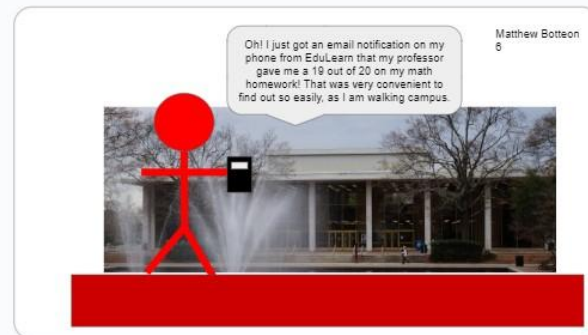 Oh! I just got an email notification on my
phone from EduLearn that my professor
gave me a 19 out of 20 on my math
homework! That was very convenient to
find out so easily, as I am walking campus.
Matthew Botteon
6